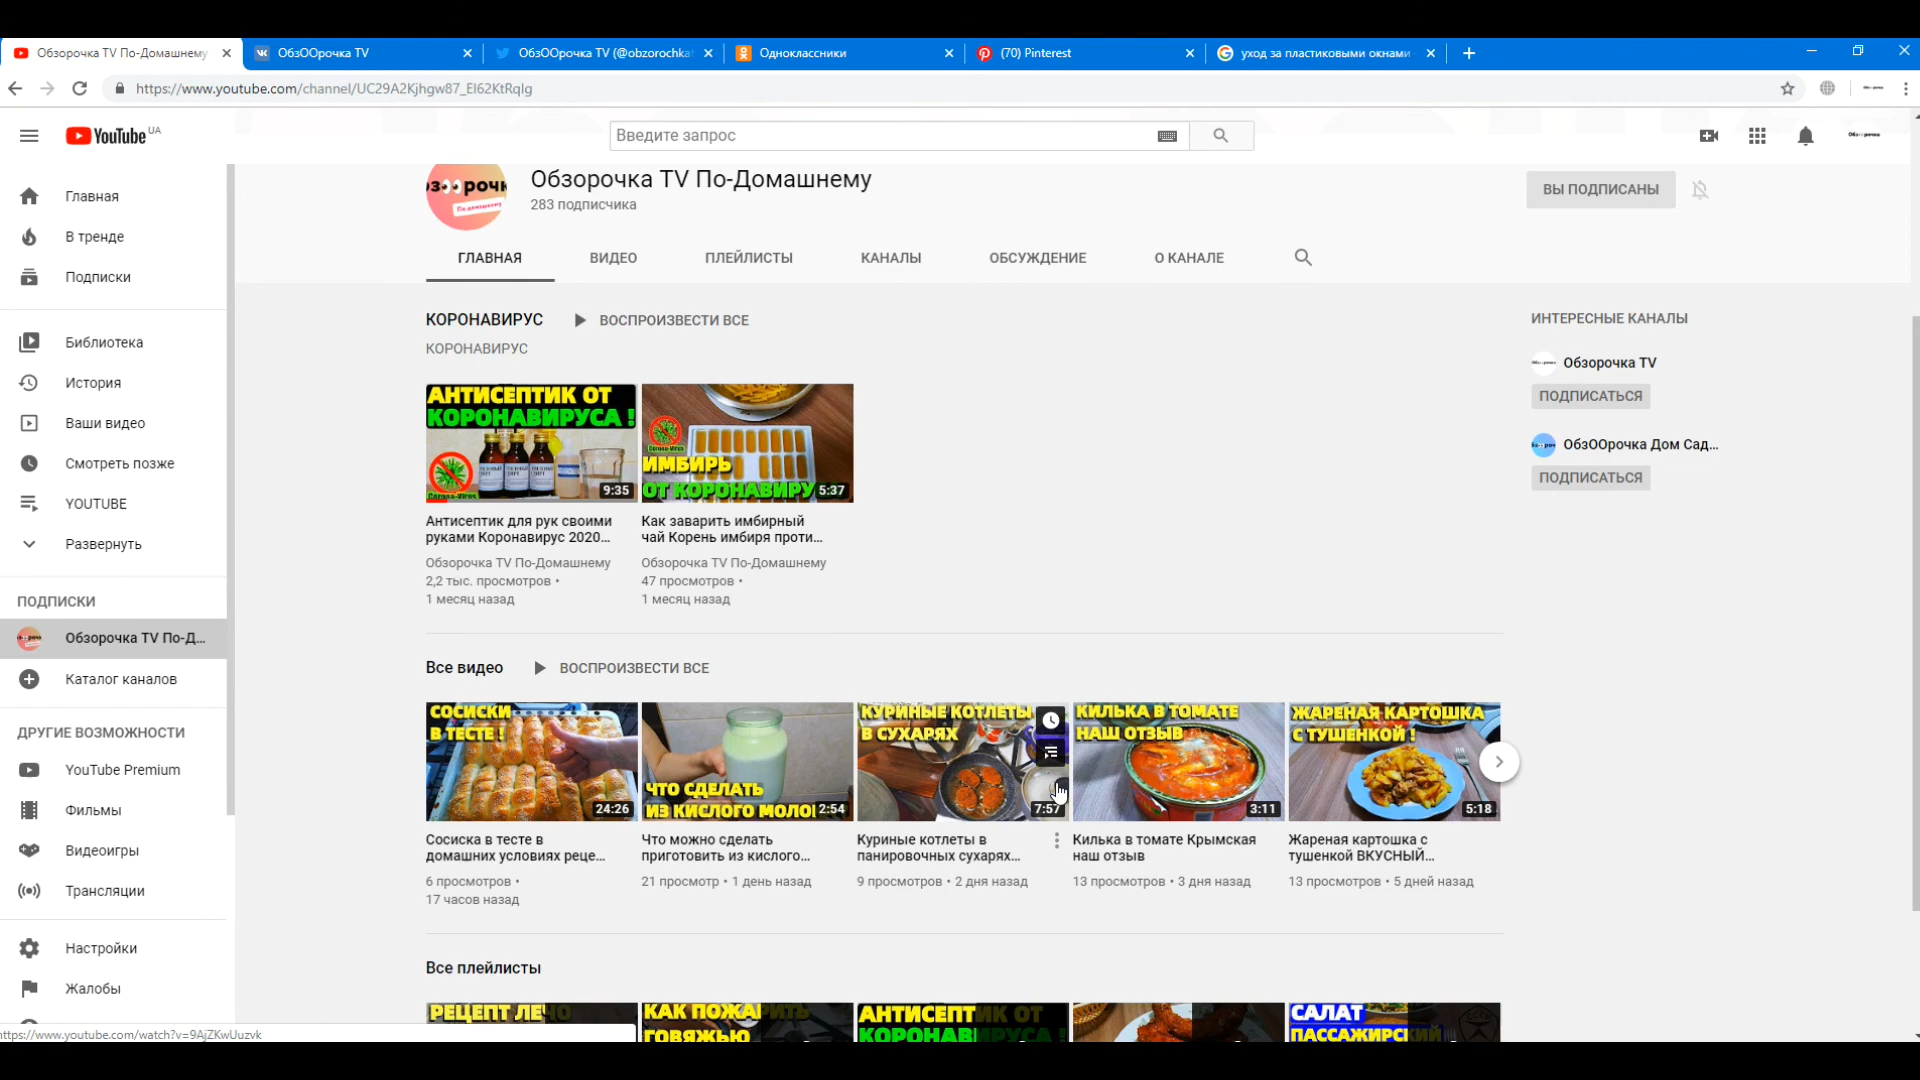 Обзорочка TV По-Домашнему
ОбзООрочка TV
ОбзООрочка TV (@obzorochkat
Одноклассники
(70) Pinterest
уход за пластиковыми окнами
https://www.youtube.com/channel/UC29A2Kjhgw87_EI62KtRqIg
YouTube UA
Введите запрос
Главная
В тренде
Подписки
Библиотека
История
Ваши видео
Смотреть позже
YOUTUBE
Развернуть
ПОДПИСКИ
Обзорочка TV По-Д...
Каталог каналов
ДРУГИЕ ВОЗМОЖНОСТИ
YouTube Premium
Фильмы
Видеоигры
Трансляции
Настройки
Жалобы
Обзорочка TV По-Домашнему
283 подписчика
ВЫ ПОДПИСАНЫ
ГЛАВНАЯ
ВИДЕО
ПЛЕЙЛИСТЫ
КАНАЛЫ
ОБСУЖДЕНИЕ
О КАНАЛЕ
КОРОНАВИРУС
ВОСПРОИЗВЕСТИ ВСЕ
КОРОНАВИРУС
АНТИСЕПТИК ОТ
КОРОНАВИРУСА !
9:35
ИМБИРЬ
ОТ КОРОНАВИРУ
5:37
Антисептик для рук своими
руками Коронавирус 2020...
Обзорочка TV По-Домашнему
2,2 тыс. просмотров •
1 месяц назад
Как заварить имбирный
чай Корень имбиря проти...
Обзорочка TV По-Домашнему
47 просмотров •
1 месяц назад
ИНТЕРЕСНЫЕ КАНАЛЫ
Обзорочка TV
ПОДПИСАТЬСЯ
ОбзООрочка Дом Сад...
ПОДПИСАТЬСЯ
Все видео
ВОСПРОИЗВЕСТИ ВСЕ
СОСИСКИ
В ТЕСТЕ !
24:26
ЧТО СДЕЛАТЬ
ИЗ КИСЛОГО МОЛО
2:54
КУРИНЫЕ КОТЛЕТЫ
В СУХАРЯХ
7:57
КИЛЬКА В ТОМАТЕ
НАШ ОТЗЫВ
3:11
ЖАРЕНАЯ КАРТОШКА
С ТУШЕНКОЙ !
5:18
Сосиска в тесте в
домашних условиях реце...
6 просмотров •
17 часов назад
Что можно сделать
приготовить из кислого...
21 просмотр • 1 день назад
Куриные котлеты в
панировочных сухарях...
9 просмотров • 2 дня назад
Килька в томате Крымская
наш отзыв
13 просмотров • 3 дня назад
Жареная картошка с
тушенкой ВКУСНЫЙ...
13 просмотров • 5 дней назад
Все плейлисты
РЕЦЕПТ ЛЕЧО
КАК ПОЖАРИТЬ
ГОВЯЖЬЮ
АНТИСЕПТИК ОТ
КОРОНАВИРУСА
САЛАТ
ПАССАЖИРСКИЙ
https://www.youtube.com/watch?v=9AjZKwUuzvk